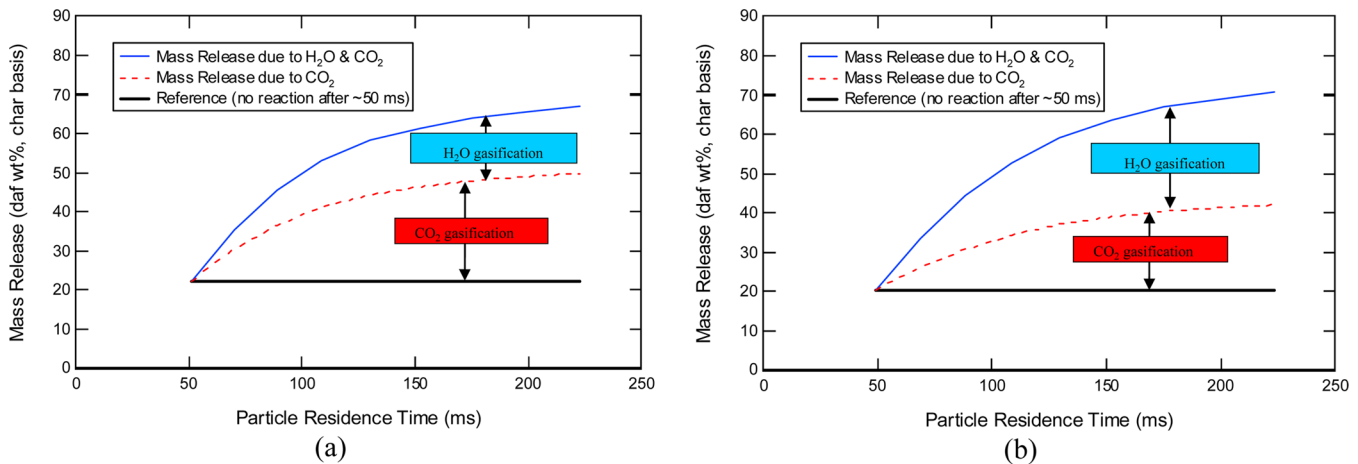 90
80
70
60
50
40
30
20
10
0
Mass Release (daf wt%, char basis)
Mass Release due to H₂O & CO₂
Mass Release due to CO₂
Reference (no reaction after ~50 ms)
H₂O gasification
CO₂ gasification
0 50 100 150 200 250
Particle Residence Time (ms)
(a)
90
80
70
60
50
40
30
20
10
0
Mass Release (daf wt%, char basis)
Mass Release due to H₂O & CO₂
Mass Release due to CO₂
Reference (no reaction after ~50 ms)
H₂O gasification
CO₂ gasification
0 50 100 150 200 250
Particle Residence Time (ms)
(b)